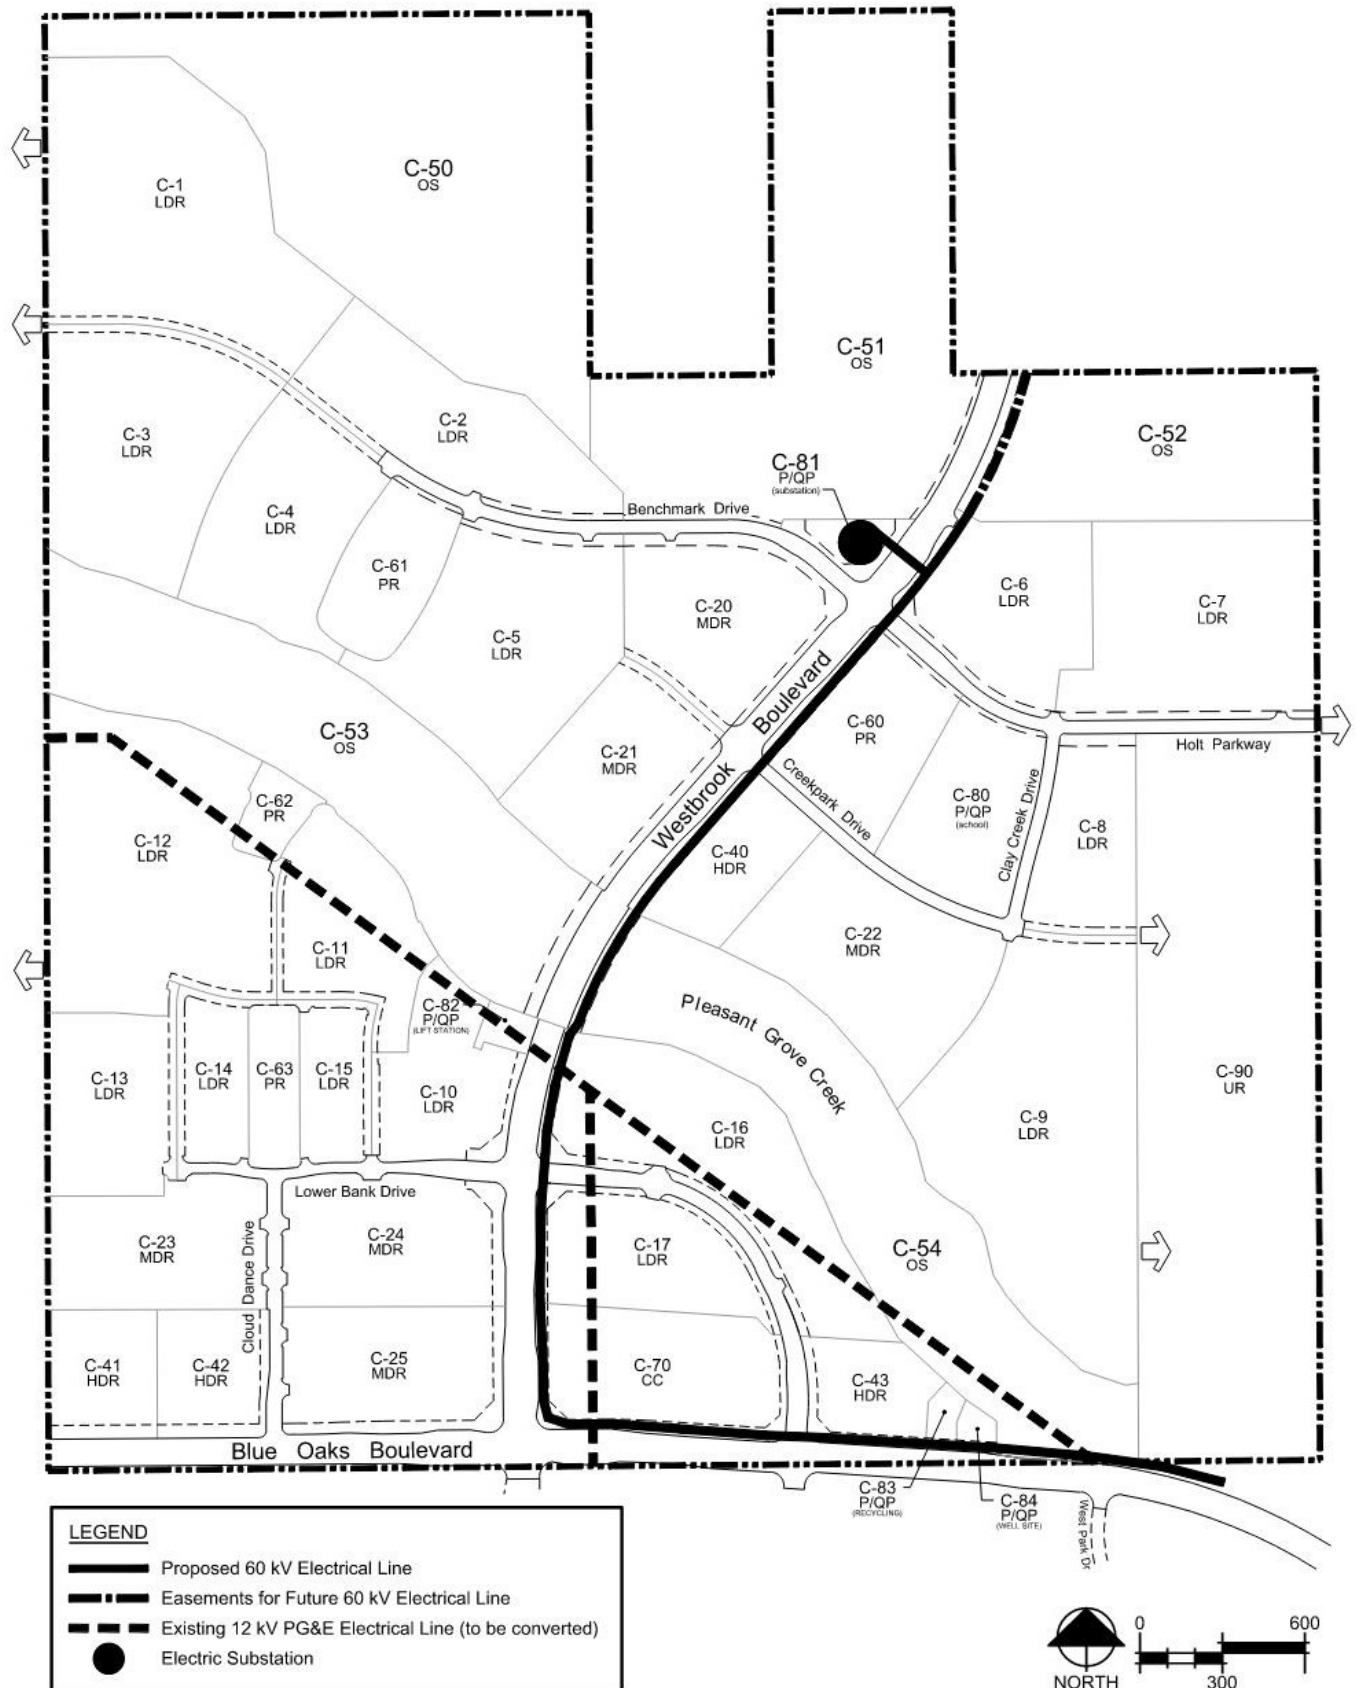 C-50
OS
C-1
LDR
C-51
OS
C-2
LDR
C-3
LDR
C-52
OS
C-81
P/QP
(substation)
Benchmark Drive
C-4
LDR
C-61
PR
C-20
MDR
C-6
LDR
C-7
LDR
C-5
LDR
Westbrook Boulevard
C-53
OS
C-21
MDR
C-60
PR
Holt Parkway
C-62
PR
Creekpark Drive
C-80
P/QP
(school)
Clay Creek Drive
C-8
LDR
C-12
LDR
C-40
HDR
C-11
LDR
C-22
MDR
C-82
P/QP
(LIFT STATION)
Pleasant Grove Creek
C-13
LDR
C-14
LDR
C-63
PR
C-15
LDR
C-10
LDR
C-16
LDR
C-9
LDR
C-90
UR
Lower Bank Drive
C-23
MDR
Cloud Dance Drive
C-24
MDR
C-17
LDR
C-54
OS
C-41
HDR
C-42
HDR
C-25
MDR
C-70
CC
C-43
HDR
Blue Oaks Boulevard
C-83
P/QP
(RECYCLING)
C-84
P/QP
(WELL SITE)
West Park Dr
LEGEND
Proposed 60 kV Electrical Line
Easements for Future 60 kV Electrical Line
Existing 12 kV PG&E Electrical Line (to be converted)
Electric Substation
NORTH
0 600
300